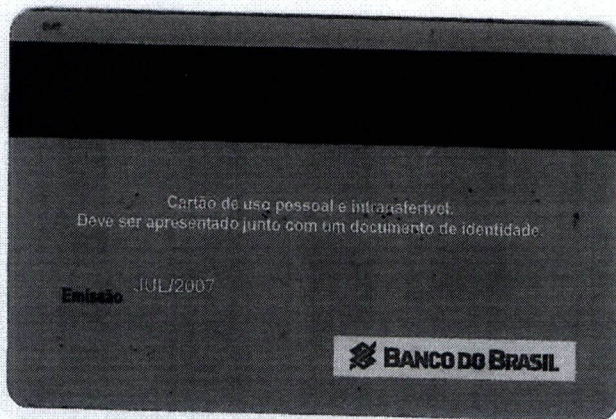 Cartão de uso pessoal e intransferível.
Deve ser apresentado junto com um documento de identidade.
Emissão JUL/2007
BANCO DO BRASIL